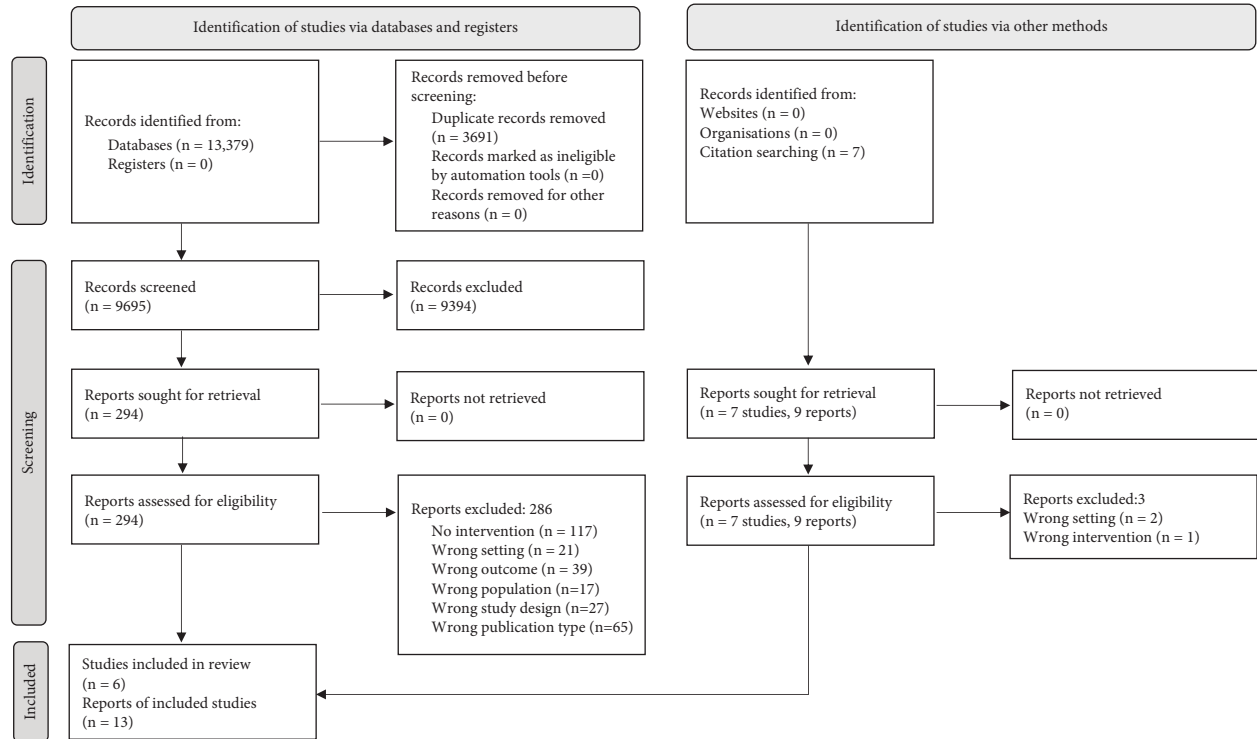 Identification of studies via databases and registers
Identification of studies via other methods
Identification
Records identified from:
Databases (n = 13,379)
Registers (n = 0)
Records removed before
screening:
Duplicate records removed
(n = 3691)
Records marked as ineligible
by automation tools (n =0)
Records removed for other
reasons (n = 0)
Records identified from:
Websites (n = 0)
Organisations (n = 0)
Citation searching (n = 7)
Screening
Records screened
(n = 9695)
Records excluded
(n = 9394)
Reports sought for retrieval
(n = 294)
Reports not retrieved
(n = 0)
Reports sought for retrieval
(n = 7 studies, 9 reports)
Reports not retrieved
(n = 0)
Reports assessed for eligibility
(n = 294)
Reports excluded: 286
No intervention (n = 117)
Wrong setting (n = 21)
Wrong outcome (n = 39)
Wrong population (n=17)
Wrong study design (n=27)
Wrong publication type (n=65)
Reports assessed for eligibility
(n = 7 studies, 9 reports)
Reports excluded:3
Wrong setting (n = 2)
Wrong intervention (n = 1)
Included
Studies included in review
(n = 6)
Reports of included studies
(n = 13)